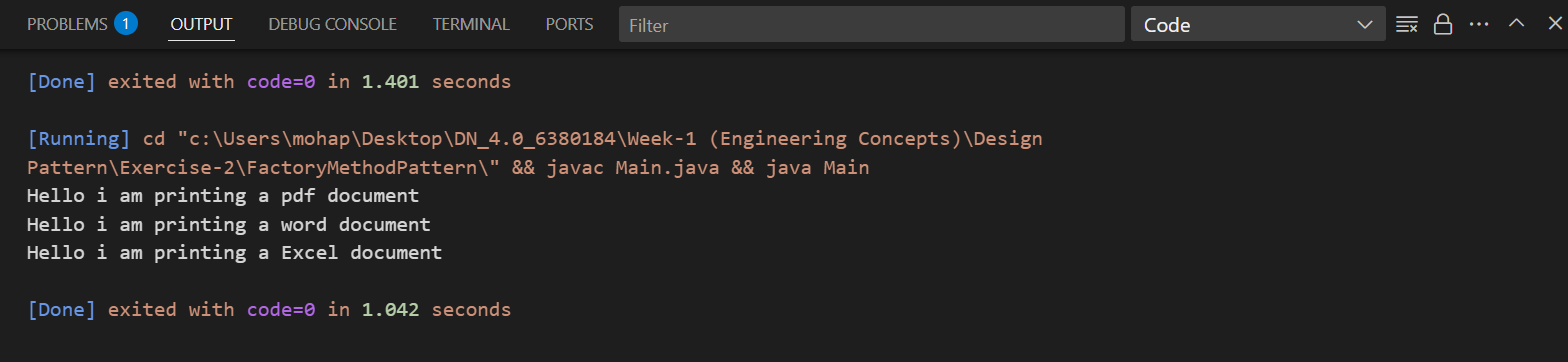 PROBLEMS 1 OUTPUT DEBUG CONSOLE TERMINAL PORTS Filter Code
[Done] exited with code=0 in 1.401 seconds
[Running] cd "c:\Users\mohap\Desktop\DN_4.0_6380184\Week-1 (Engineering Concepts)\Design
Pattern\Exercise-2\FactoryMethodPattern\" && javac Main.java && java Main
Hello i am printing a pdf document
Hello i am printing a word document
Hello i am printing a Excel document
[Done] exited with code=0 in 1.042 seconds